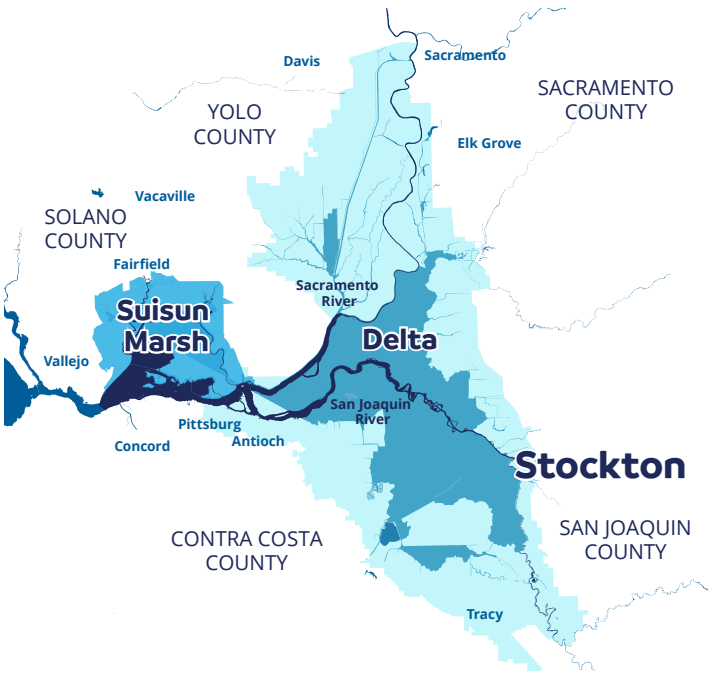 Davis
Sacramento
SACRAMENTO
COUNTY
YOLO
COUNTY
Elk Grove
Vacaville
SOLANO
COUNTY
Fairfield
Sacramento
River
Suisun
Marsh
Delta
Vallejo
San Joaquin
River
Pittsburg
Antioch
Concord
Stockton
CONTRA COSTA
COUNTY
SAN JOAQUIN
COUNTY
Tracy